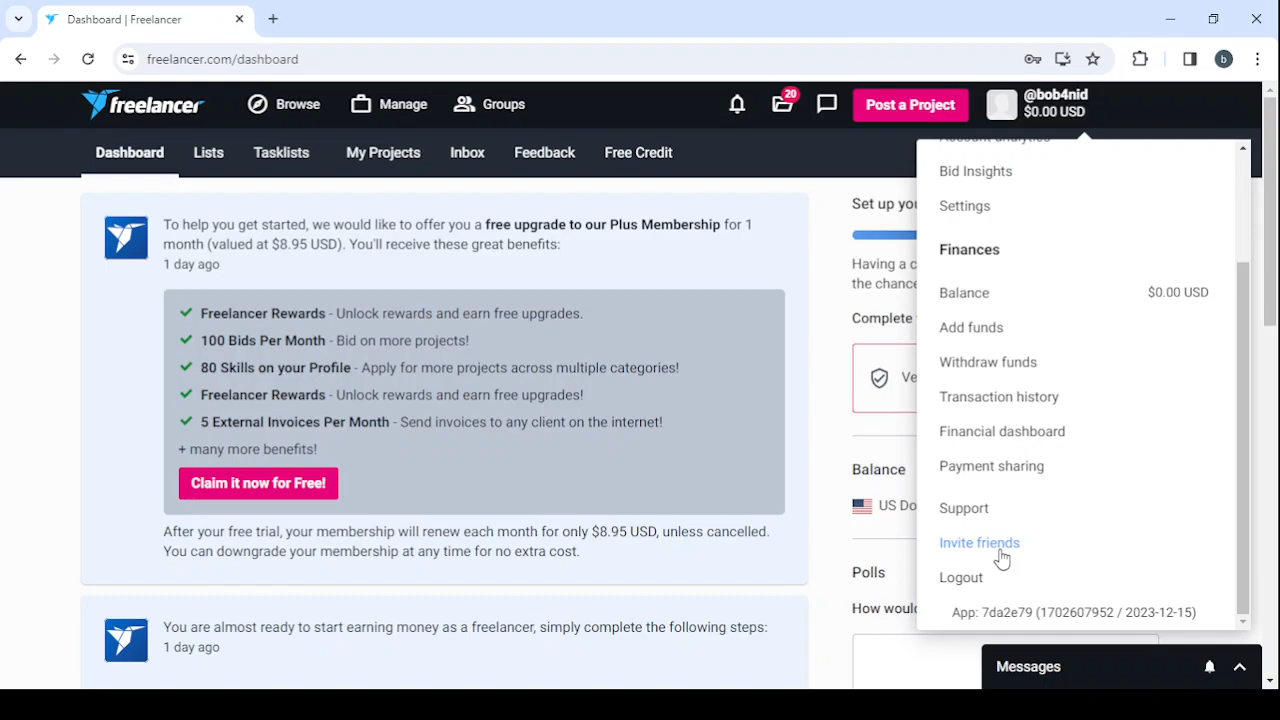 Dashboard | Freelancer
freelancer.com/dashboard
b
freelancer
Browse
Manage
Groups
20
Post a Project
@bob4nid
$0.00 USD
Dashboard
Lists
Tasklists
My Projects
Inbox
Feedback
Free Credit
To help you get started, we would like to offer you a free upgrade to our Plus Membership for 1
month (valued at $8.95 USD). You'll receive these great benefits:
1 day ago
Freelancer Rewards - Unlock rewards and earn free upgrades.
100 Bids Per Month - Bid on more projects!
80 Skills on your Profile - Apply for more projects across multiple categories!
Freelancer Rewards - Unlock rewards and earn free upgrades!
5 External Invoices Per Month - Send invoices to any client on the internet!
+ many more benefits!
Claim it now for Free!
After your free trial, your membership will renew each month for only $8.95 USD, unless cancelled.
You can downgrade your membership at any time for no extra cost.
You are almost ready to start earning money as a freelancer, simply complete the following steps:
1 day ago
Set up you
Having a c
the chance
Complete
Ve
Balance
US Do
Polls
How would
Account analytics
Bid Insights
Settings
Finances
Balance $0.00 USD
Add funds
Withdraw funds
Transaction history
Financial dashboard
Payment sharing
Support
Invite friends
Logout
App: 7da2e79 (1702607952 / 2023-12-15)
Messages